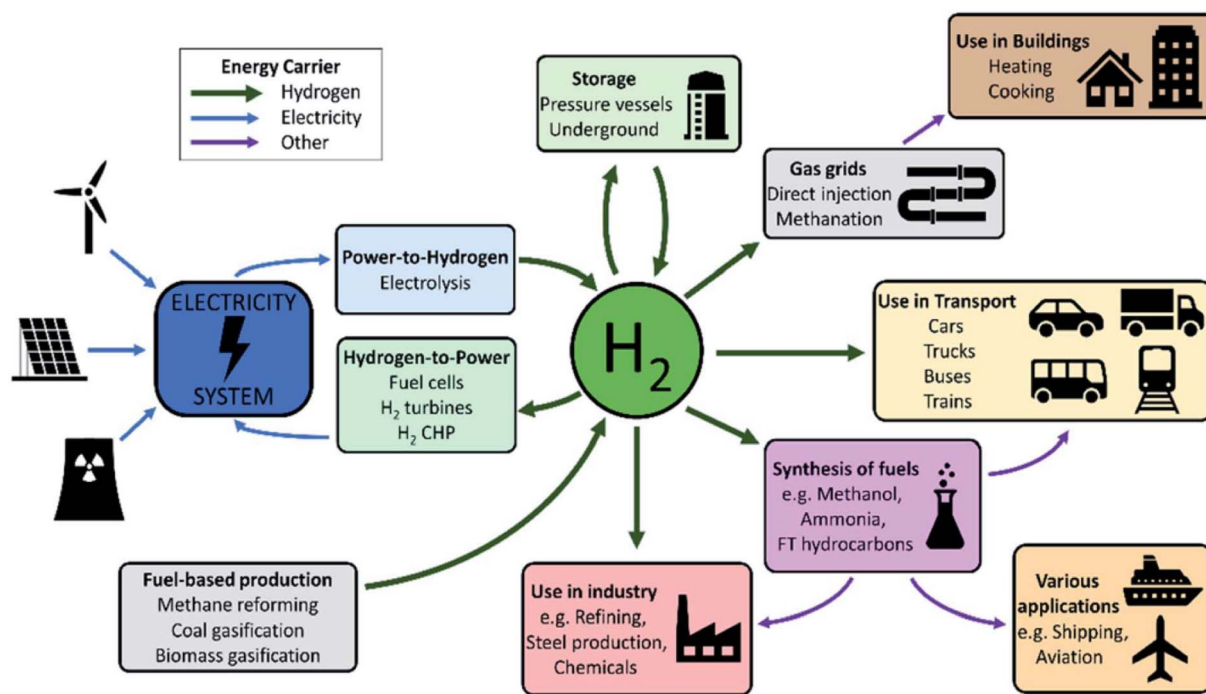 Energy Carrier
Hydrogen
Electricity
Other
Storage
Pressure vessels
Underground
Use in Buildings
Heating
Cooking
Gas grids
Direct injection
Methanation
Power-to-Hydrogen
Electrolysis
ELECTRICITY
SYSTEM
Hydrogen-to-Power
Fuel cells
H₂ turbines
H₂ CHP
H₂
Use in Transport
Cars
Trucks
Buses
Trains
Synthesis of fuels
e.g. Methanol,
Ammonia,
FT hydrocarbons
Fuel-based production
Methane reforming
Coal gasification
Biomass gasification
Use in industry
e.g. Refining,
Steel production,
Chemicals
Various
applications
e.g. Shipping,
Aviation